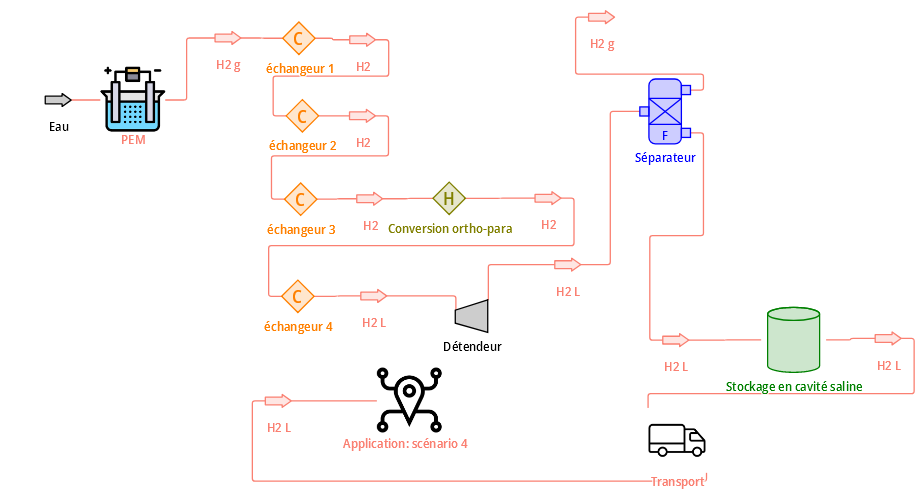 H2 g
H2 g
C
échangeur 1
H2
Eau
PEM
C
échangeur 2
H2
F
Séparateur
C
échangeur 3
H2
H
Conversion ortho-para
H2
C
échangeur 4
H2 L
Détendeur
H2 L
H2 L
Stockage en cavité saline
H2 L
H2 L
Application: scénario 4
Transport